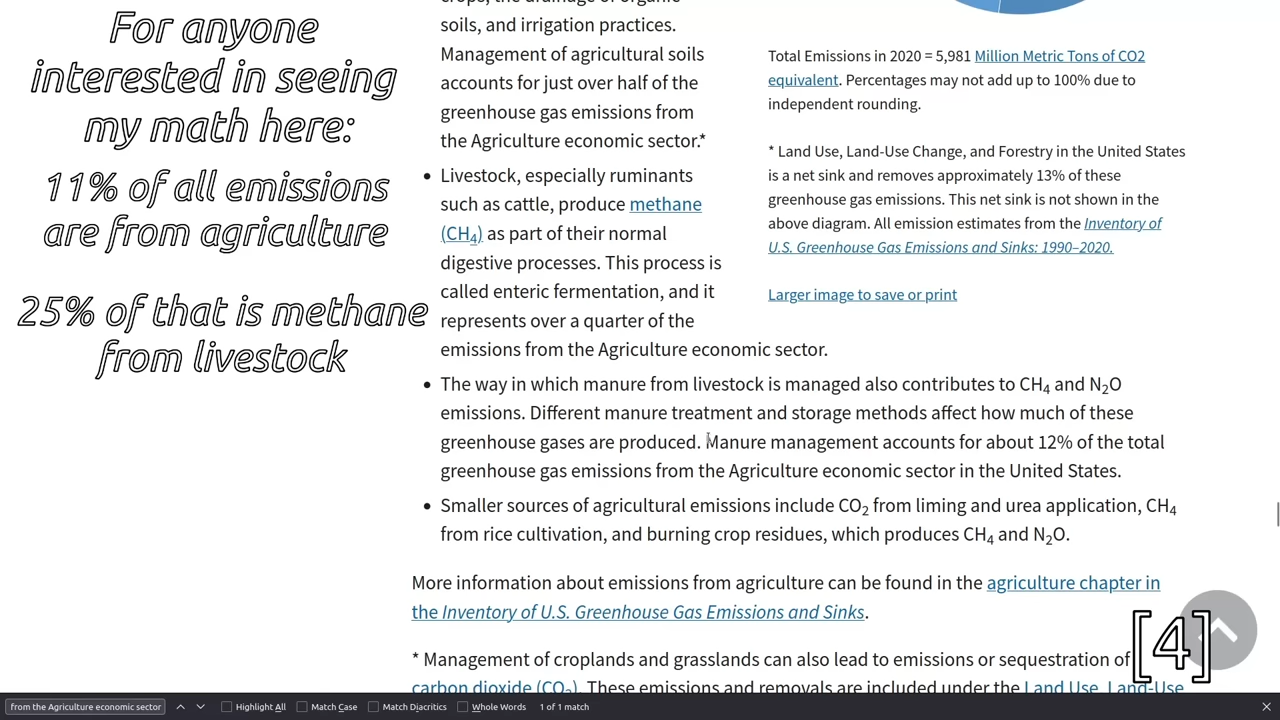 For anyone
interested in seeing
my math here:
11% of all emissions
are from agriculture
25% of that is methane
from livestock
soils, and irrigation practices.
Management of agricultural soils
accounts for just over half of the
greenhouse gas emissions from
the Agriculture economic sector.*
• Livestock, especially ruminants
such as cattle, produce methane
(CH4) as part of their normal
digestive processes. This process is
called enteric fermentation, and it
represents over a quarter of the
emissions from the Agriculture economic sector.
• The way in which manure from livestock is managed also contributes to CH4 and N2O
emissions. Different manure treatment and storage methods affect how much of these
greenhouse gases are produced. Manure management accounts for about 12% of the total
greenhouse gas emissions from the Agriculture economic sector in the United States.
• Smaller sources of agricultural emissions include CO2 from liming and urea application, CH4
from rice cultivation, and burning crop residues, which produces CH4 and N2O.
More information about emissions from agriculture can be found in the agriculture chapter in
the Inventory of U.S. Greenhouse Gas Emissions and Sinks.
* Management of croplands and grasslands can also lead to emissions or sequestration of
carbon dioxide (CO2). These emissions and removals are included under the Land Use, Land-Use
Total Emissions in 2020 = 5,981 Million Metric Tons of CO2
equivalent. Percentages may not add up to 100% due to
independent rounding.
* Land Use, Land-Use Change, and Forestry in the United States
is a net sink and removes approximately 13% of these
greenhouse gas emissions. This net sink is not shown in the
above diagram. All emission estimates from the Inventory of
U.S. Greenhouse Gas Emissions and Sinks: 1990–2020.
Larger image to save or print
[4]
from the Agriculture economic sector
Highlight All
Match Case
Match Diacritics
Whole Words
1 of 1 match